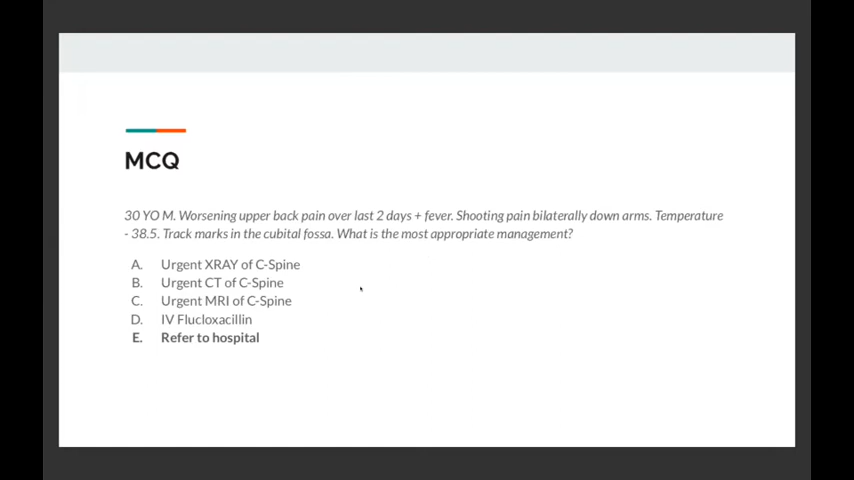 MCQ
30 YO M. Worsening upper back pain over last 2 days + fever. Shooting pain bilaterally down arms. Temperature
- 38.5. Track marks in the cubital fossa. What is the most appropriate management?
A. Urgent XRAY of C-Spine
B. Urgent CT of C-Spine
C. Urgent MRI of C-Spine
D. IV Flucloxacillin
E. Refer to hospital